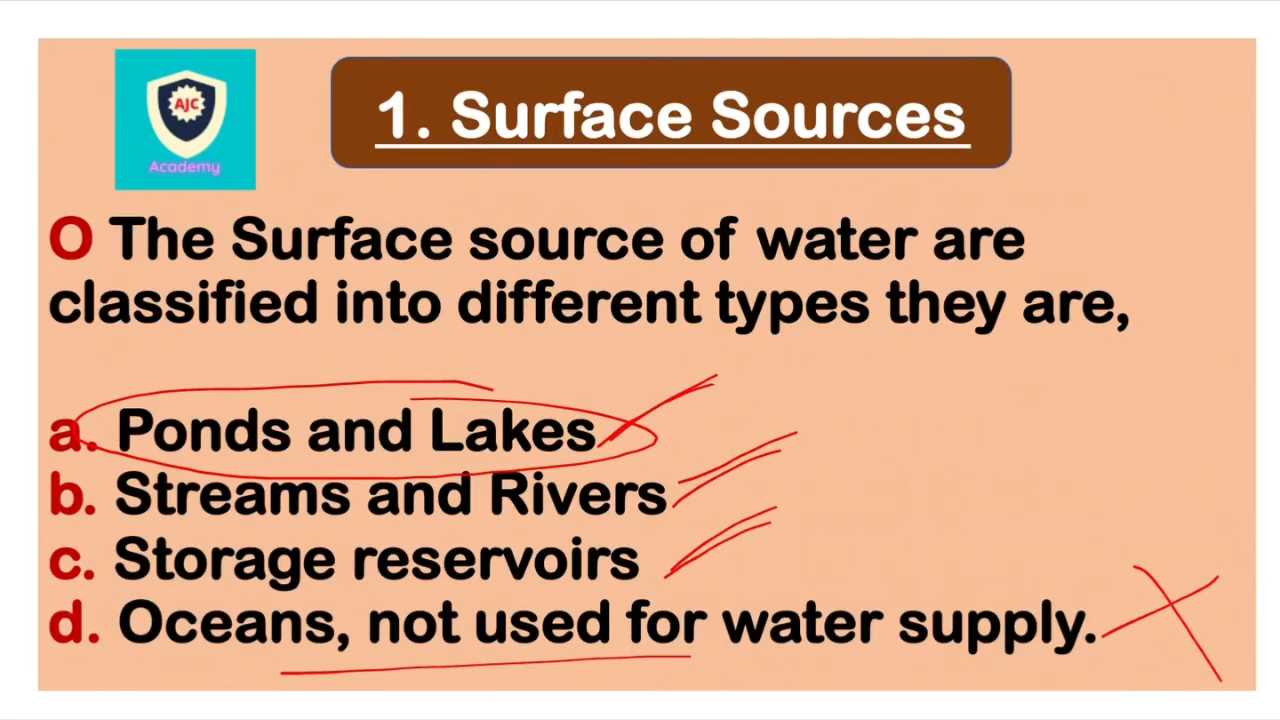 AJC
Academy
1. Surface Sources
O The Surface source of water are
classified into different types they are,
a. Ponds and Lakes
b. Streams and Rivers
c. Storage reservoirs
d. Oceans, not used for water supply.